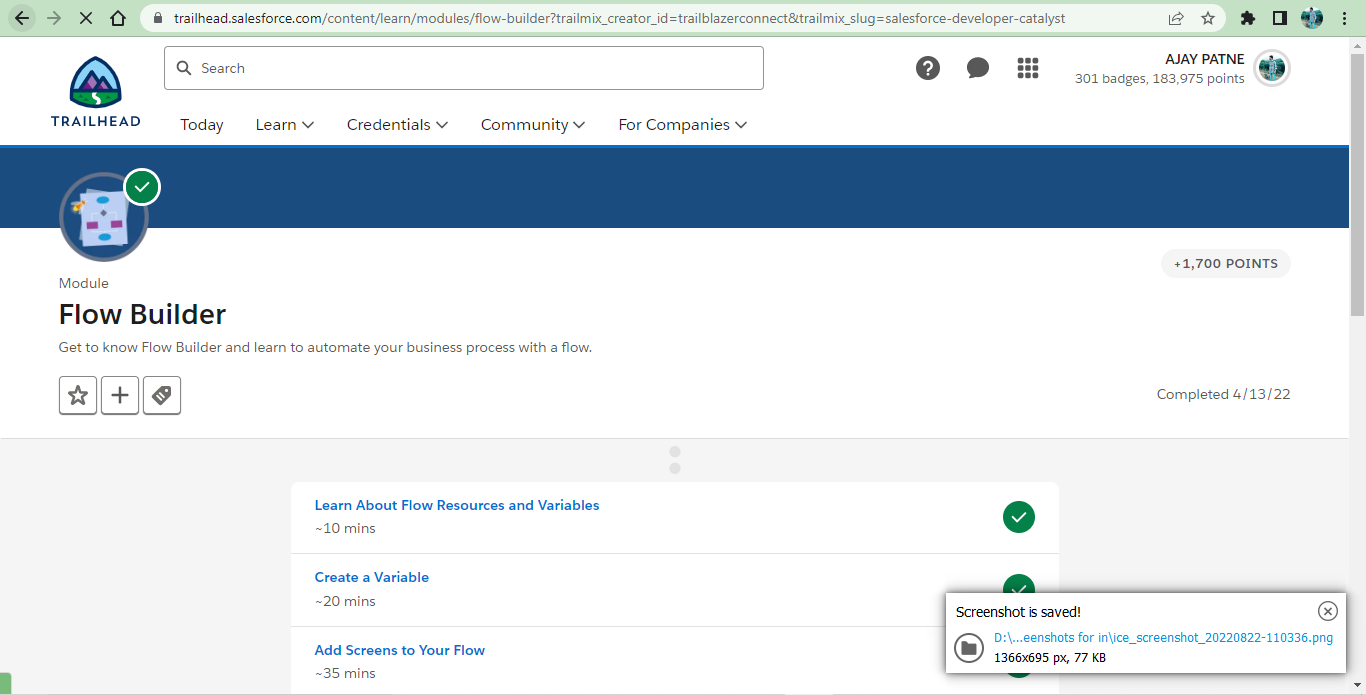 trailhead.salesforce.com/content/learn/modules/flow-builder?trailmix_creator_id=trailblazerconnect&trailmix_slug=salesforce-developer-catalyst
TRAILHEAD
Search
AJAY PATNE
301 badges, 183,975 points
Today Learn Credentials Community For Companies
+1,700 POINTS
Module
Flow Builder
Get to know Flow Builder and learn to automate your business process with a flow.
Completed 4/13/22
Learn About Flow Resources and Variables
~10 mins
Create a Variable
~20 mins
Add Screens to Your Flow
~35 mins
Screenshot is saved!
D:\...eenshots for in\ice_screenshot_20220822-110336.png
1366x695 px, 77 KB